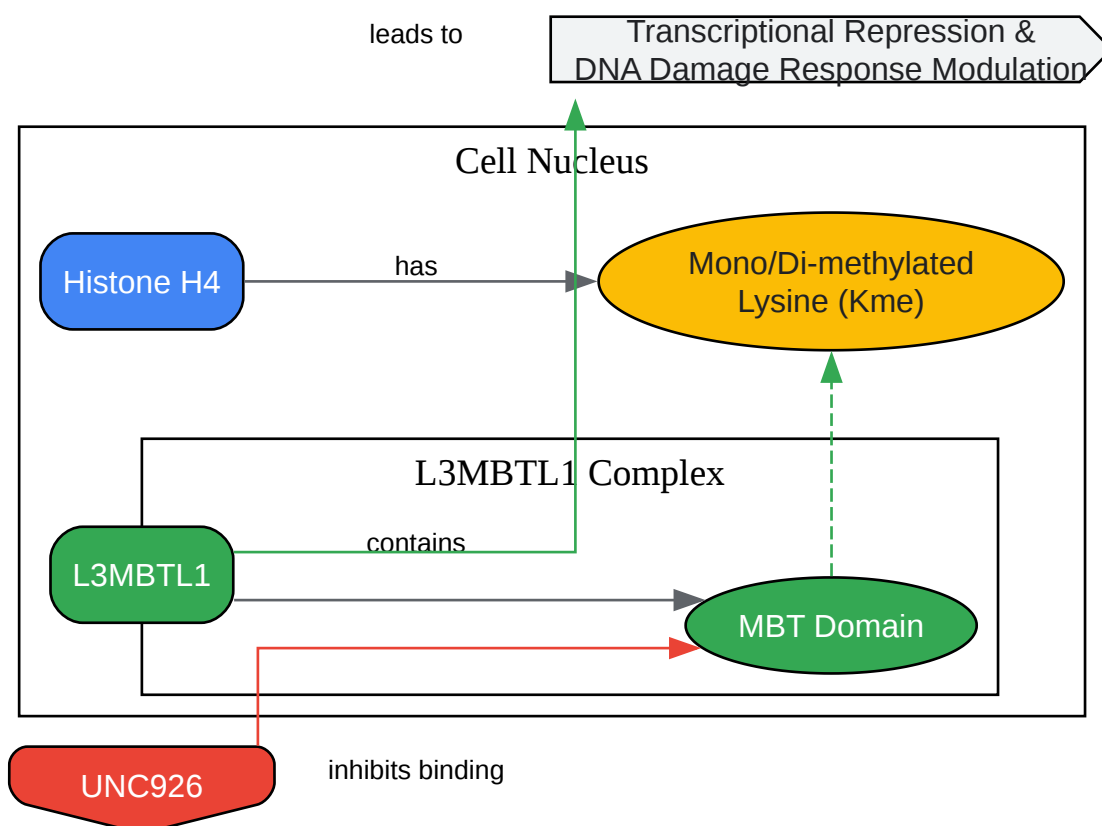 leads to
Transcriptional Repression &
DNA Damage Response Modulation
Cell Nucleus
Histone H4
has
Mono/Di-methylated
Lysine (Kme)
L3MBTL1 Complex
contains
L3MBTL1
MBT Domain
UNC926
inhibits binding